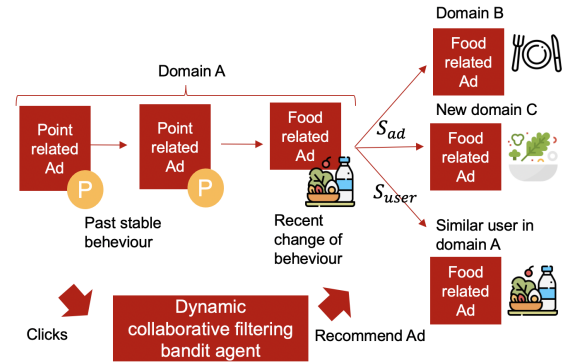 Domain A
Point
related
Ad
P
Point
related
Ad
P
Food
related
Ad
Past stable
beheviour
Recent
change of
beheviour
S_ad
S_user
Domain B
Food
related
Ad
New domain C
Food
related
Ad
Similar user in
domain A
Food
related
Ad
Clicks
Dynamic
collaborative filtering
bandit agent
Recommend Ad